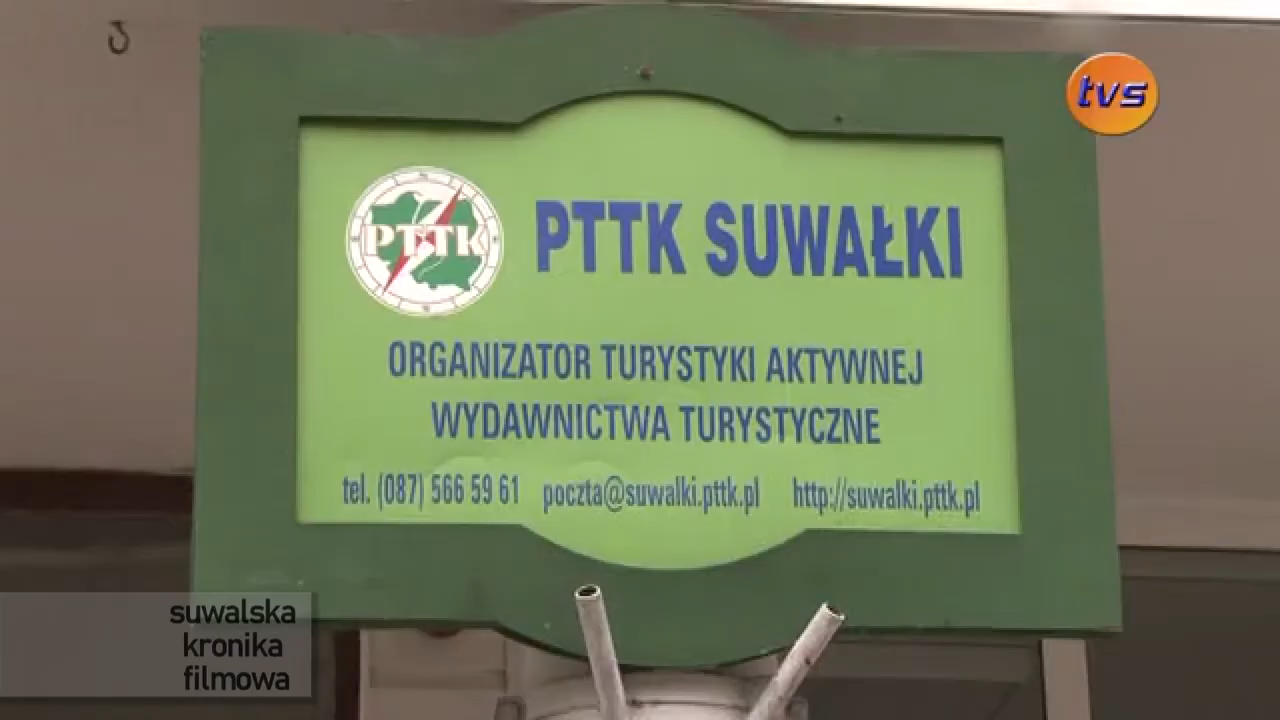 tvs
PTTK
PTTK SUWAŁKI
ORGANIZATOR TURYSTYKI AKTYWNEJ
WYDAWNICTWA TURYSTYCZNE
tel. (087) 566 59 61 poczta@suwalki.pttk.pl http://suwalki.pttk.pl
suwalska
kronika
filmowa